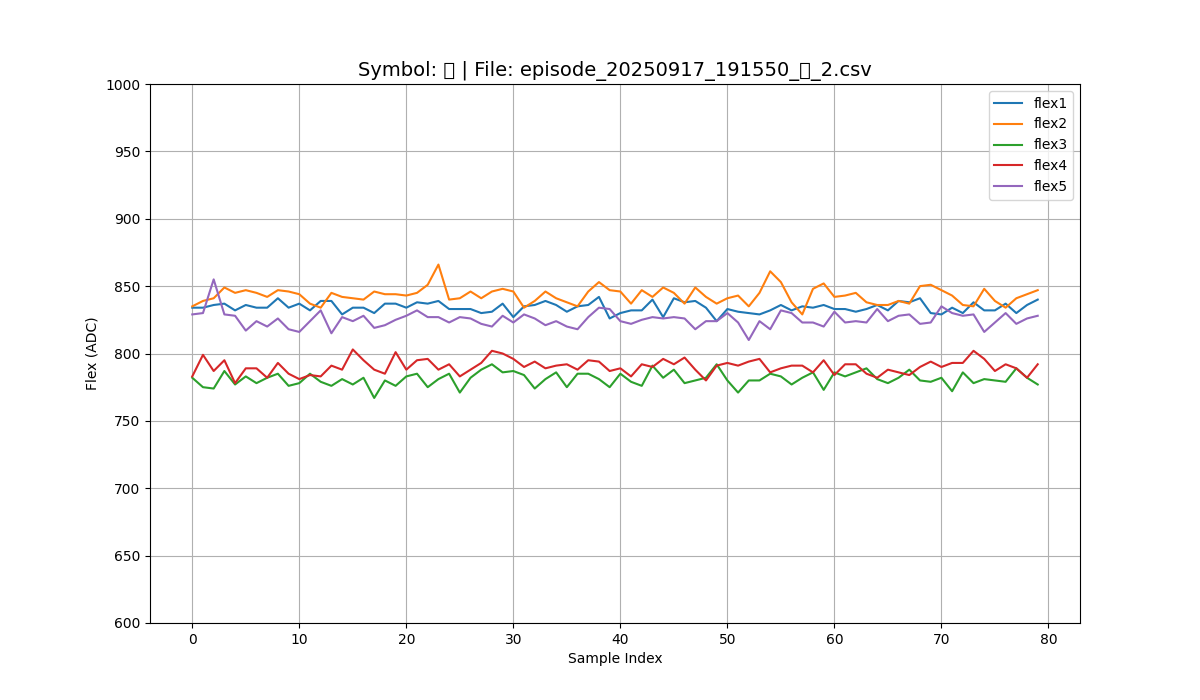 Symbol: | File: episode_20250917_191550_ _2.csv
flex1
flex2
flex3
flex4
flex5
1000
950
900
850
800
750
700
650
600
Flex (ADC)
0 10 20 30 40 50 60 70 80
Sample Index